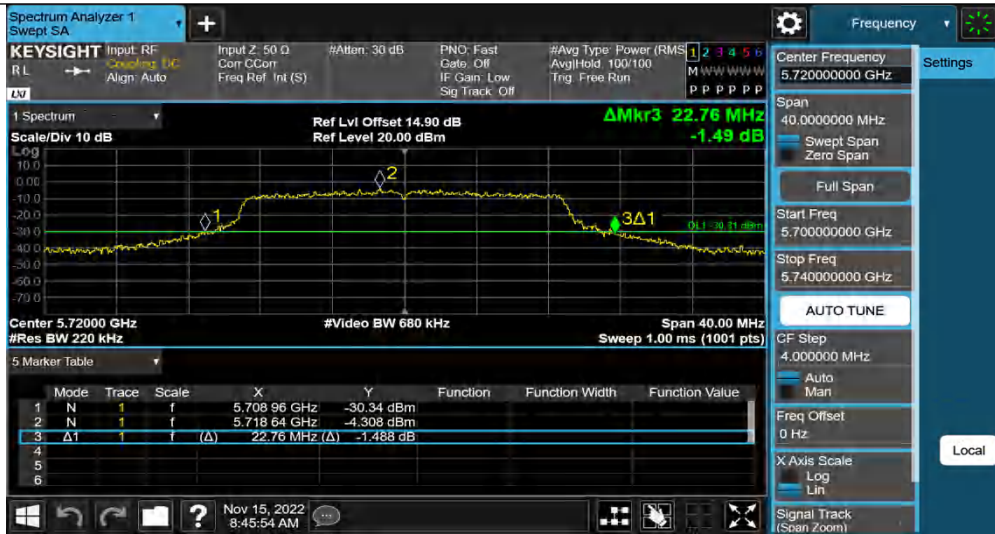 Spectrum Analyzer 1
Swept SA
+
Frequency
KEYSIGHT
RL
LXI
Input: RF
Coupling: DC
Align: Auto
Input Z: 50 Ω
Corr CCorr
Freq Ref: Int (S)
#Atten: 30 dB
PNO: Fast
Gate: Off
IF Gain: Low
Sig Track: Off
#Avg Type: Power (RMS
Avg|Hold: 100/100
Trig: Free Run
1 2 3 4 5 6
M W W W W W
P P P P P P
1 Spectrum
Scale/Div 10 dB
Ref Lvl Offset 14.90 dB
Ref Level 20.00 dBm
ΔMkr3 22.76 MHz
-1.49 dB
Log
10.0
0.00
-10.0
-20.0
-30.0
-40.0
-50.0
-60.0
-70.0
1
2
3Δ1
DL1 -30.31 dBm
Center 5.72000 GHz
#Res BW 220 kHz
#Video BW 680 kHz
Span 40.00 MHz
Sweep 1.00 ms (1001 pts)
5 Marker Table
Mode Trace Scale X Y Function Function Width Function Value
1 N 1 f 5.708 96 GHz -30.34 dBm
2 N 1 f 5.718 64 GHz -4.308 dBm
3 Δ1 1 f (Δ) 22.76 MHz (Δ) -1.488 dB
4
5
6
?
Nov 15, 2022
8:45:54 AM
Center Frequency
5.720000000 GHz
Span
40.0000000 MHz
Swept Span
Zero Span
Full Span
Start Freq
5.700000000 GHz
Stop Freq
5.740000000 GHz
AUTO TUNE
CF Step
4.000000 MHz
Auto
Man
Freq Offset
0 Hz
X Axis Scale
Log
Lin
Signal Track
(Span Zoom)
Settings
Local